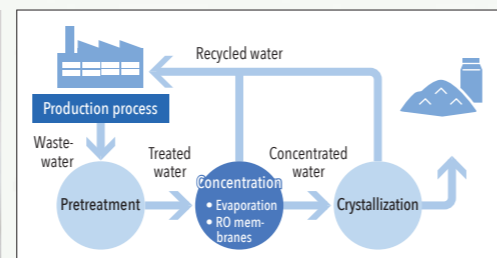 Recycled water
Production process
Waste-
water
Treated
water
Concentrated
water
Pretreatment
Concentration
• Evaporation
• RO mem-
branes
Crystallization